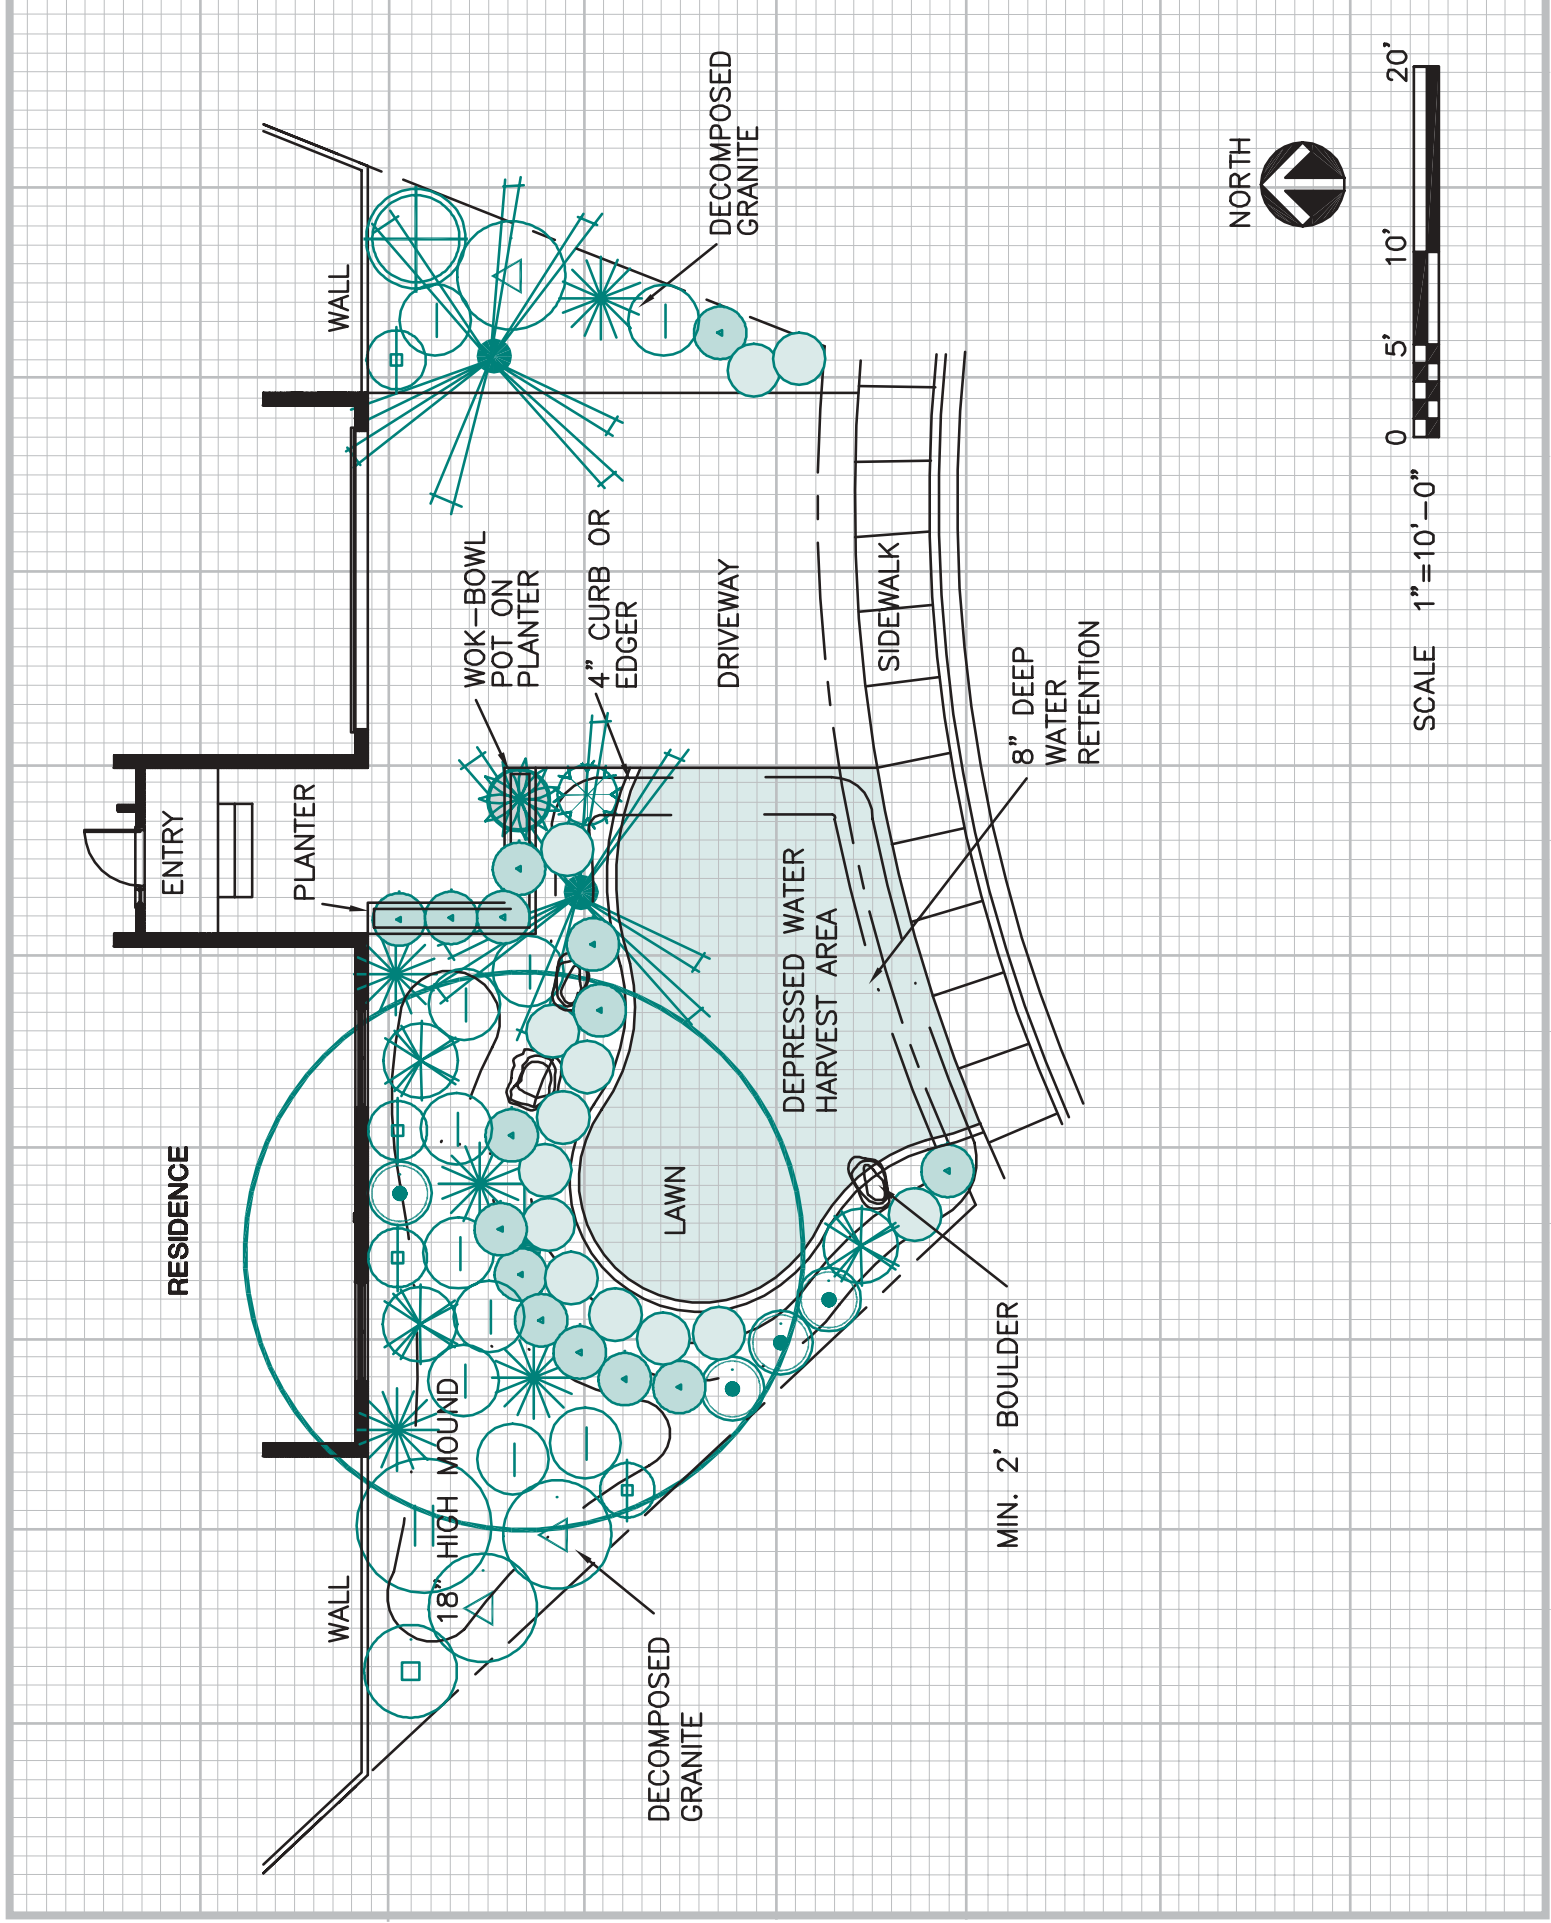 RESIDENCE
ENTRY
PLANTER
WALL
WALL
18" HIGH MOUND
WOK–BOWL
POT ON
PLANTER
4" CURB OR
EDGER
DECOMPOSED
GRANITE
DRIVEWAY
LAWN
DEPRESSED WATER
HARVEST AREA
SIDEWALK
DECOMPOSED
GRANITE
MIN. 2' BOULDER
8" DEEP
WATER
RETENTION
NORTH
0 5' 10' 20'
SCALE 1"=10'–0"